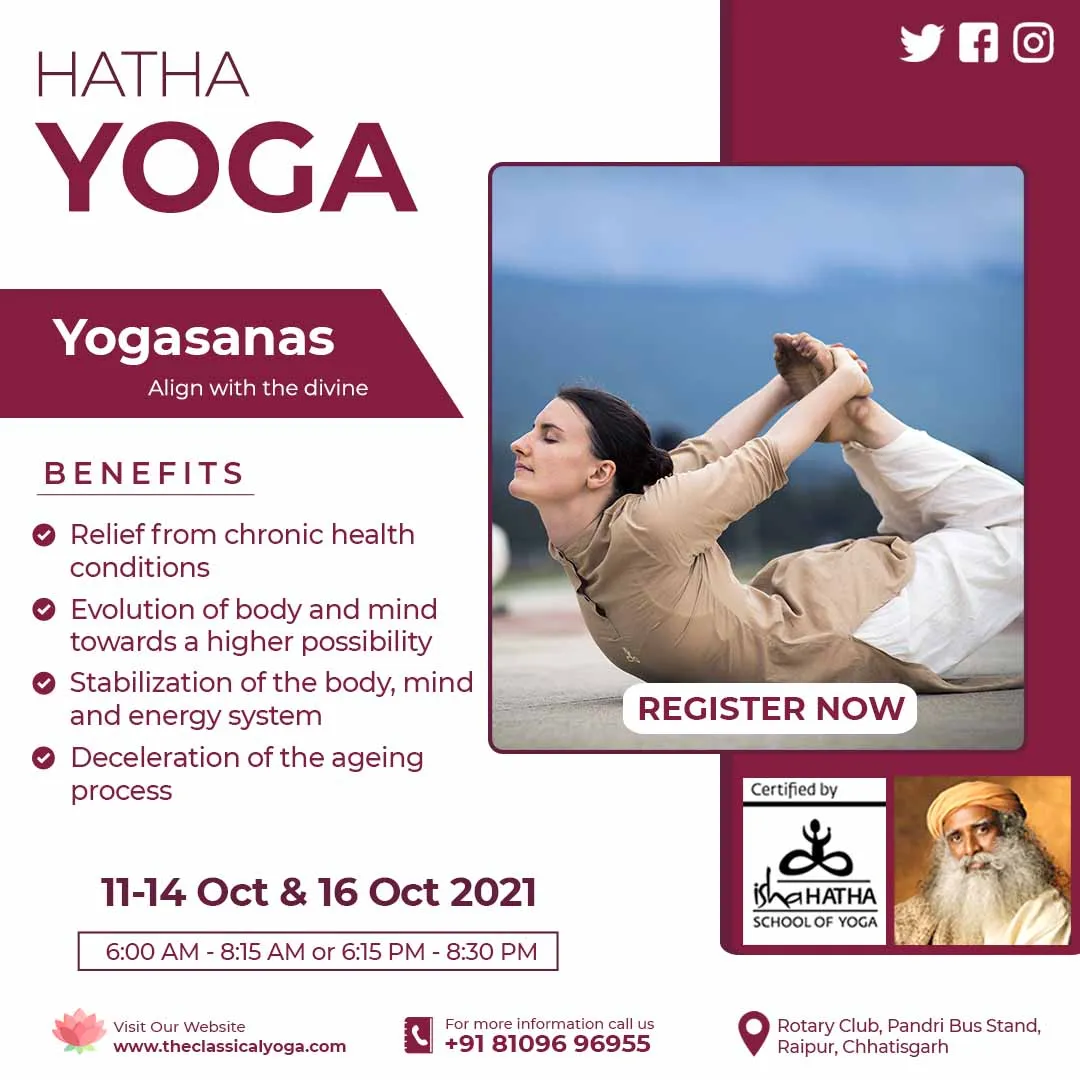 HATHA
YOGA
Yogasanas
Align with the divine
BENEFITS
Relief from chronic health
conditions
Evolution of body and mind
towards a higher possibility
Stabilization of the body, mind
and energy system
Deceleration of the ageing
process
REGISTER NOW
Certified by
isha HATHA
SCHOOL OF YOGA
11-14 Oct & 16 Oct 2021
6:00 AM - 8:15 AM or 6:15 PM - 8:30 PM
Visit Our Website
www.theclassicalyoga.com
For more information call us
+91 81096 96955
Rotary Club, Pandri Bus Stand,
Raipur, Chhatisgarh